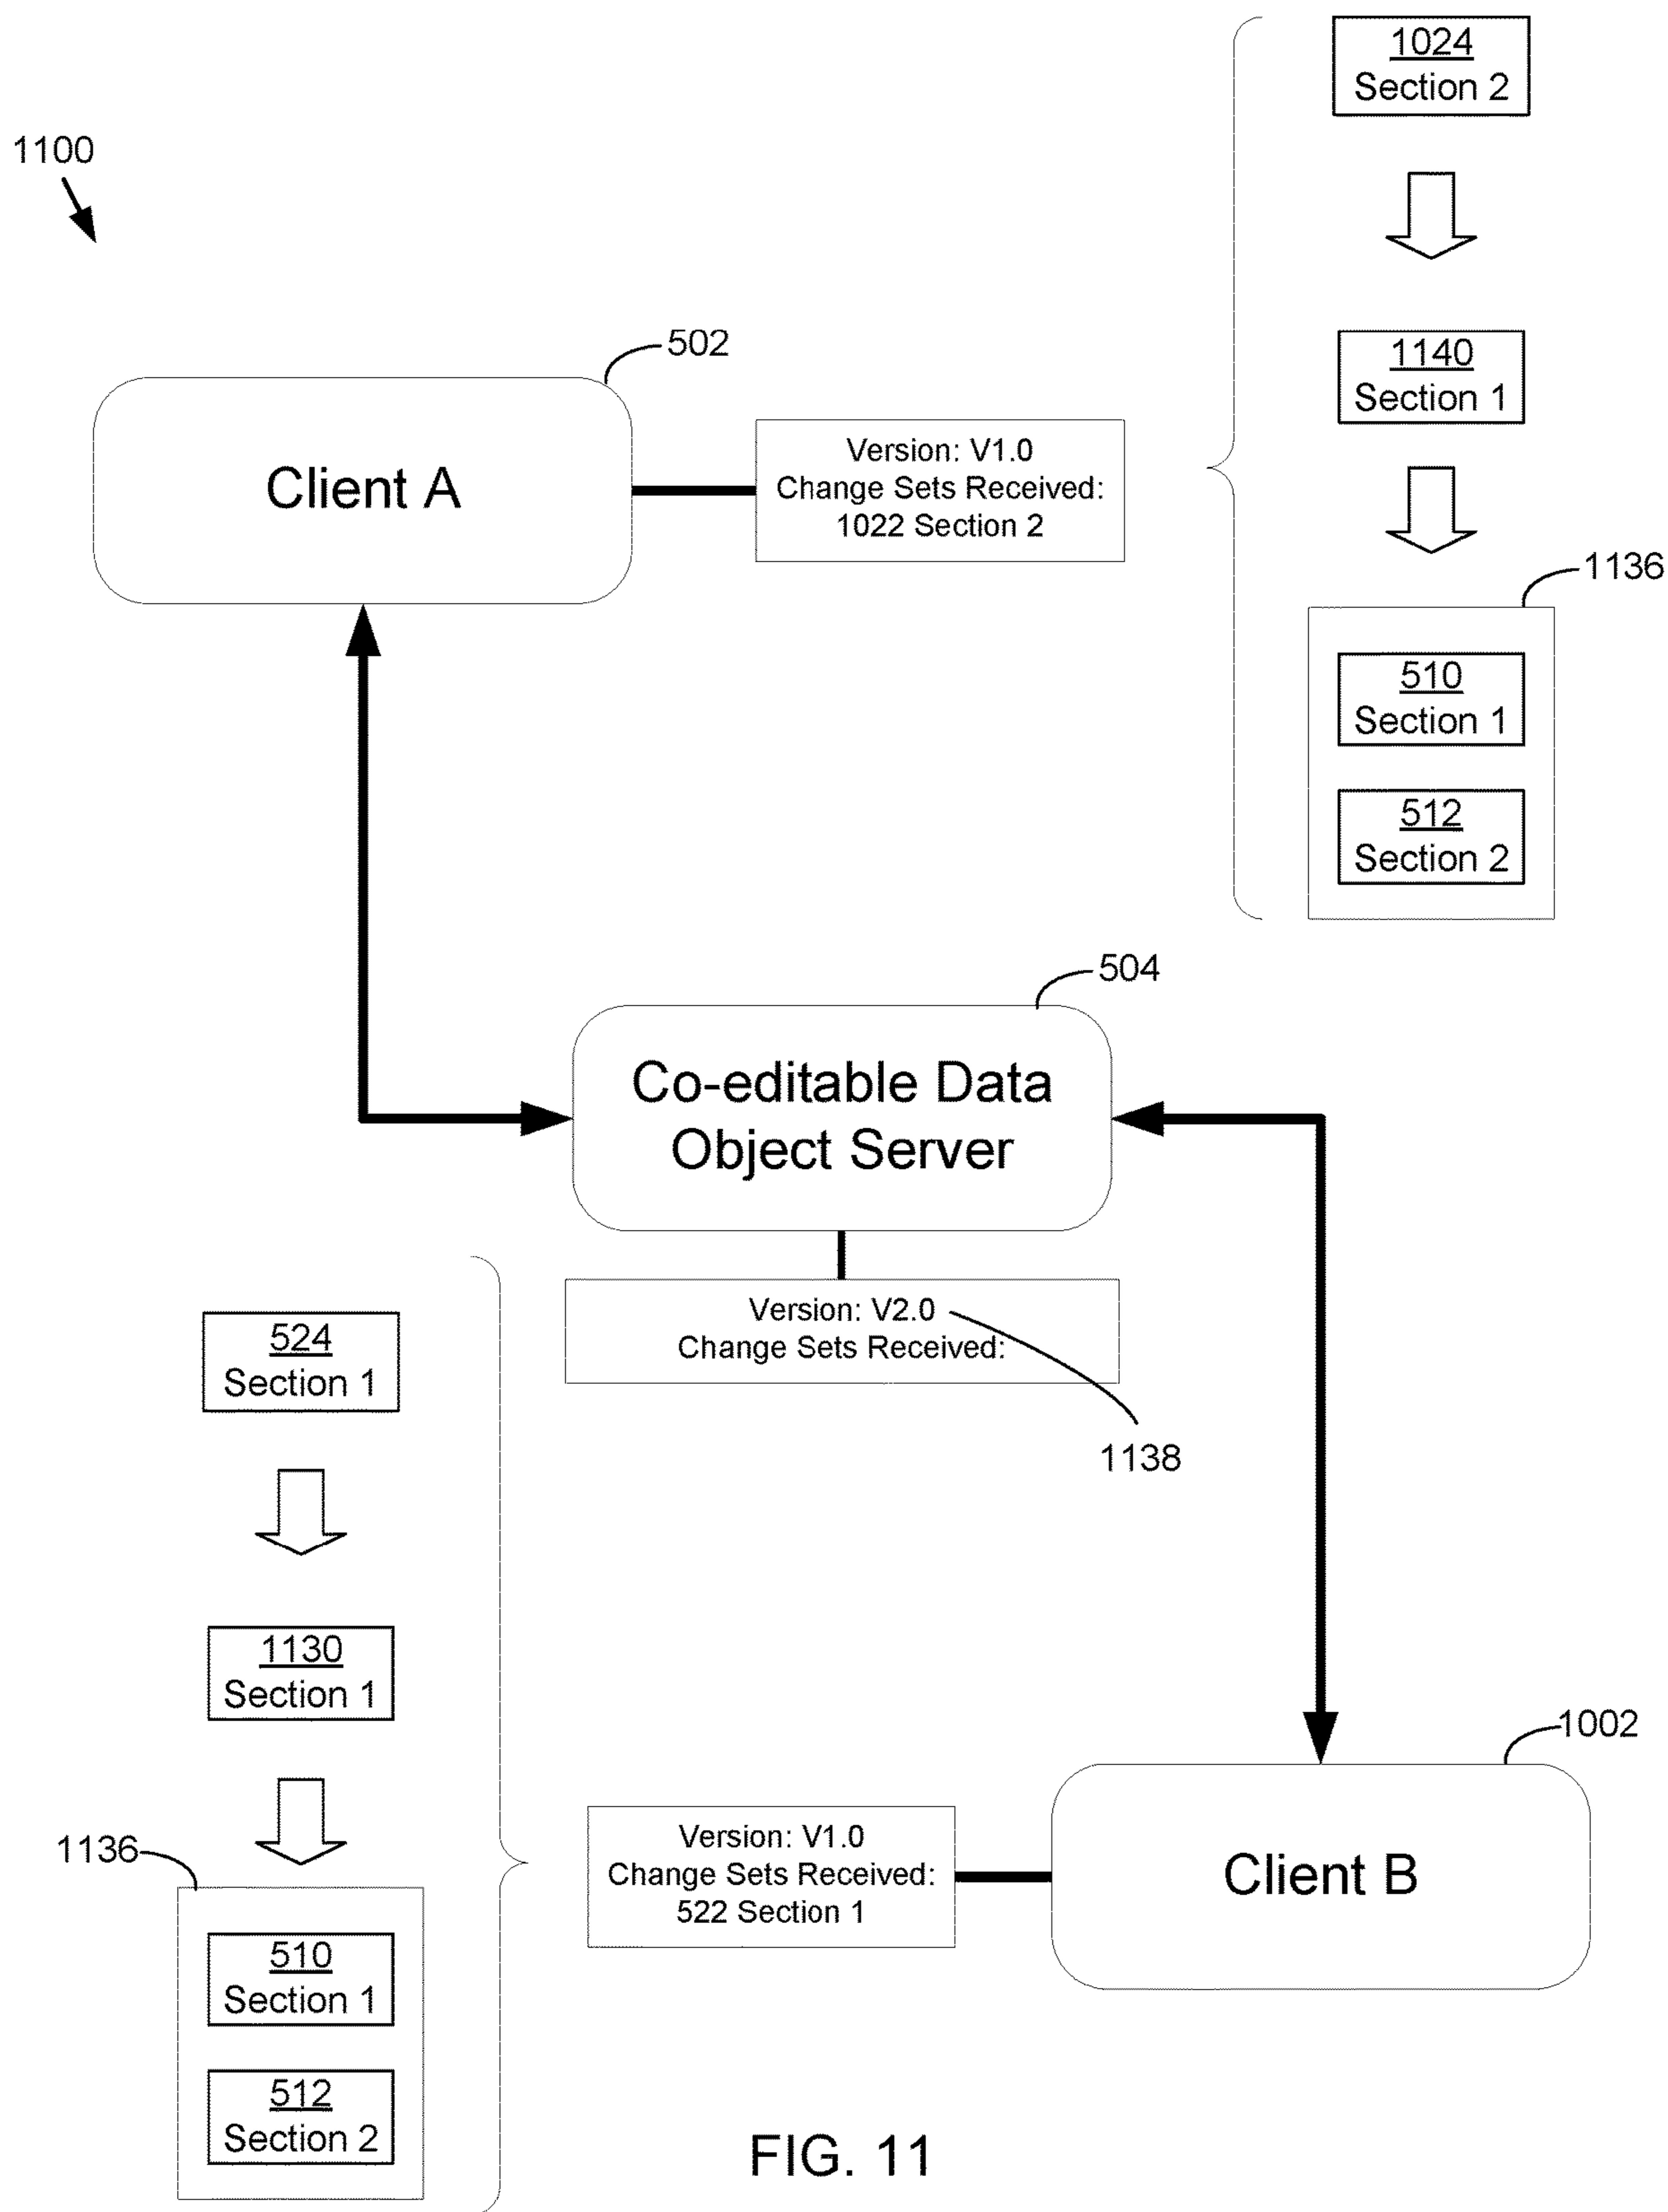 1024
Section 2
1100
1140
Section 1
502
Client A
Version: V1.0
Change Sets Received:
1022 Section 2
1136
510
Section 1
512
Section 2
504
Co-editable Data
Object Server
Version: V2.0
Change Sets Received:
1138
524
Section 1
1130
Section 1
1136
510
Section 1
512
Section 2
Version: V1.0
Change Sets Received:
522 Section 1
1002
Client B
FIG. 11